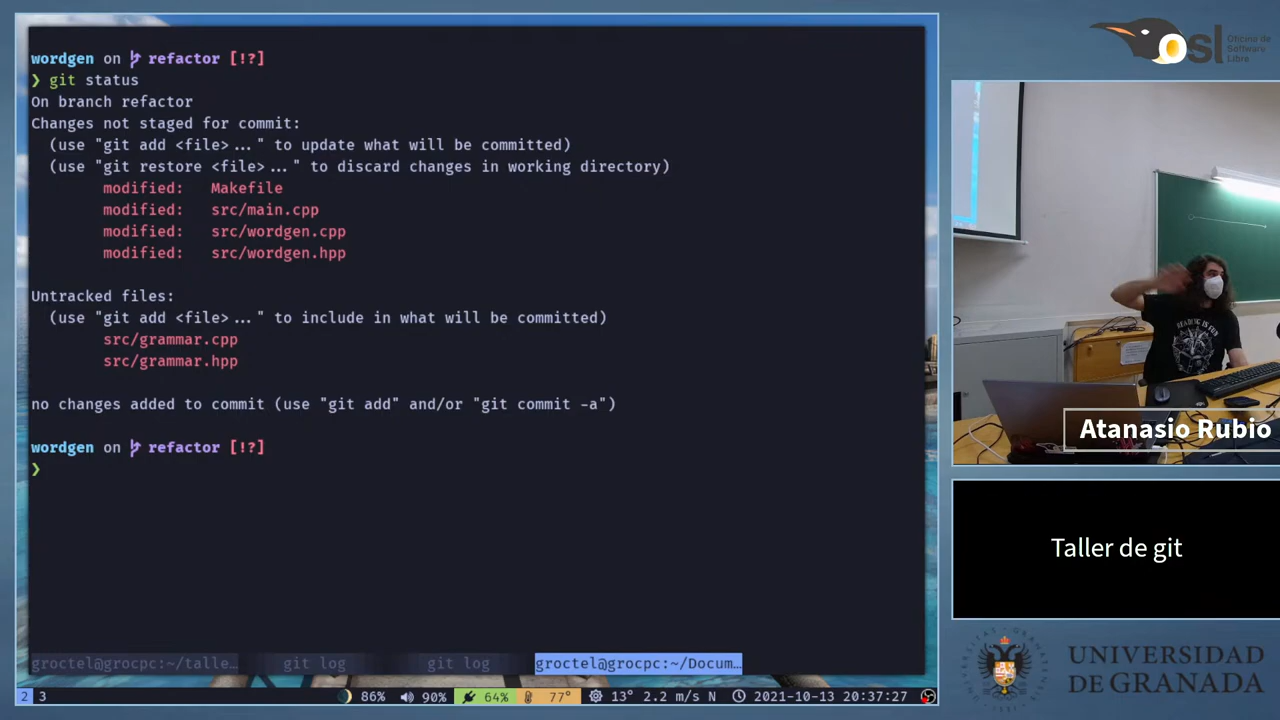 wordgen on refactor [!?]
❯ git status
On branch refactor
Changes not staged for commit:
(use "git add <file>..." to update what will be committed)
(use "git restore <file>..." to discard changes in working directory)
modified: Makefile
modified: src/main.cpp
modified: src/wordgen.cpp
modified: src/wordgen.hpp
Untracked files:
(use "git add <file>..." to include in what will be committed)
src/grammar.cpp
src/grammar.hpp
no changes added to commit (use "git add" and/or "git commit -a")
wordgen on refactor [!?]
❯
groctel@grocpc:~/talle… git log git log groctel@grocpc:~/Docum…
2 3 86% 90% 64% 77° 13° 2.2 m/s N 2021-10-13 20:37:27
osl
Oficina de
Software
Libre
READING IS FUN
Atanasio Rubio
Taller de git
UNIVERSIDAD
DE GRANADA